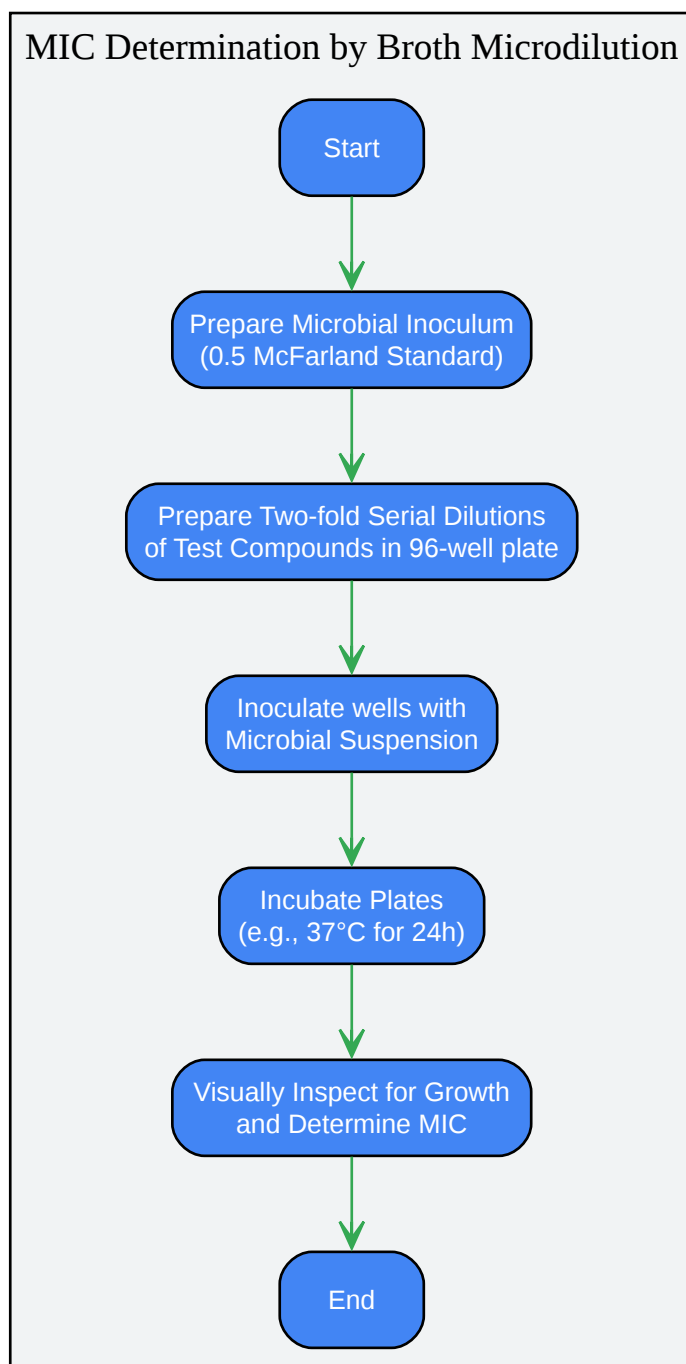 MIC Determination by Broth Microdilution
Start
Prepare Microbial Inoculum
(0.5 McFarland Standard)
Prepare Two-fold Serial Dilutions
of Test Compounds in 96-well plate
Inoculate wells with
Microbial Suspension
Incubate Plates
(e.g., 37°C for 24h)
Visually Inspect for Growth
and Determine MIC
End